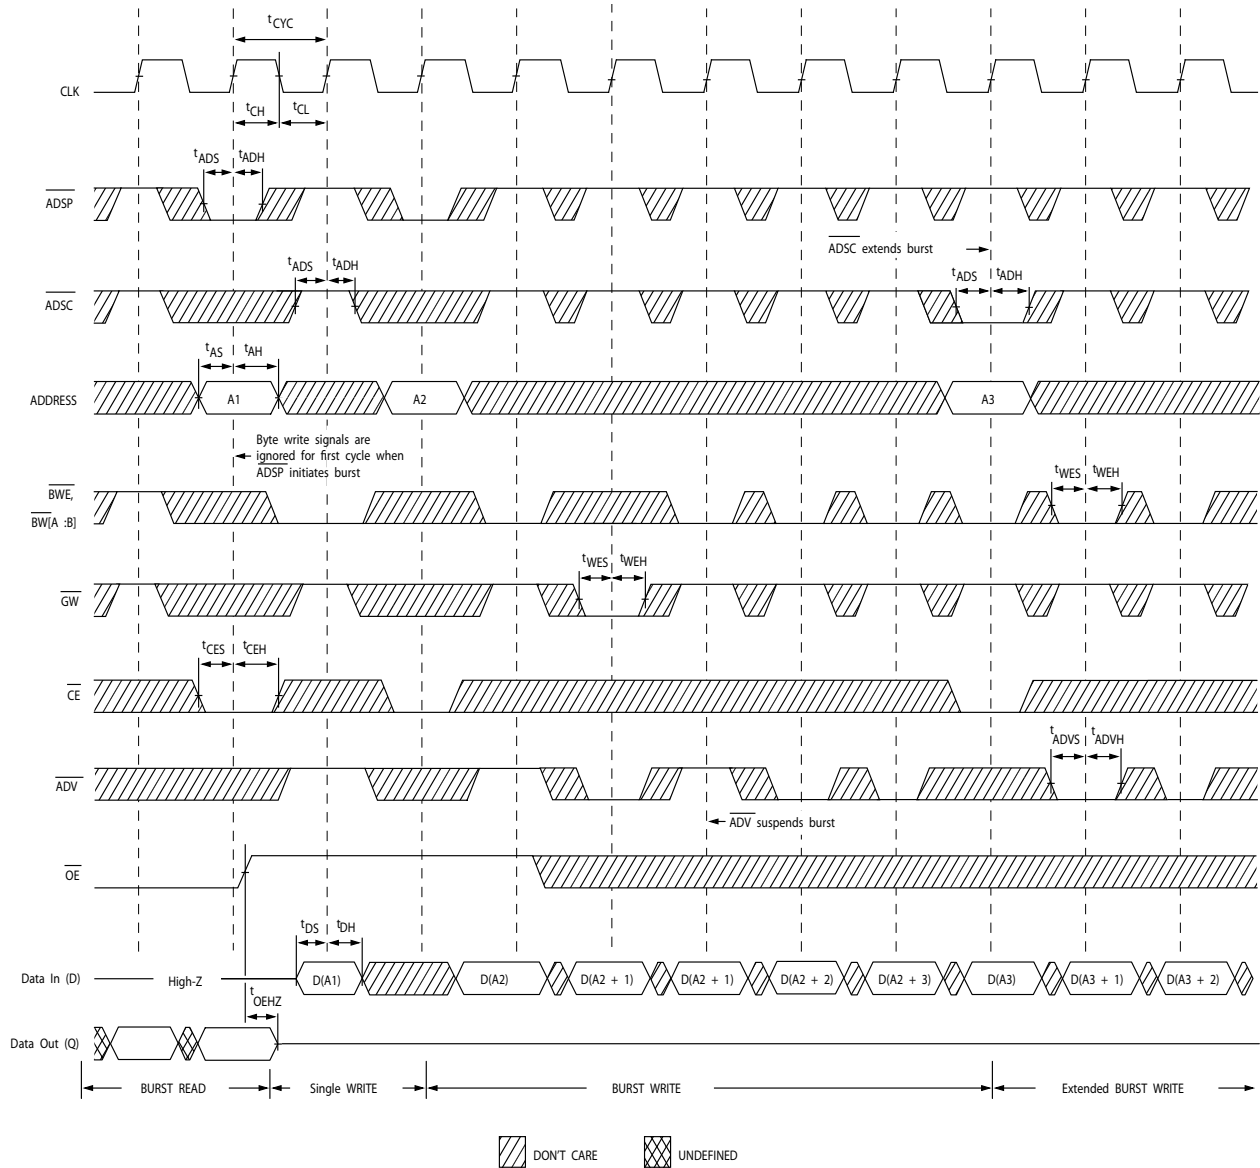 tCYC
CLK
tCH
tCL
tADS
tADH
ADSP
ADSC extends burst
tADS
tADH
tADS
tADH
ADSC
tAS
tAH
ADDRESS
A1
A2
A3
Byte write signals are
ignored for first cycle when
ADSP initiates burst
BWE,
BW[A :B]
tWES
tWEH
tWES
tWEH
GW
tCES
tCEH
CE
tADVS
tADVH
ADV
ADV suspends burst
OE
tDS
tDH
Data In (D)
High-Z
D(A1)
D(A2)
D(A2 + 1)
D(A2 + 1)
D(A2 + 2)
D(A2 + 3)
D(A3)
D(A3 + 1)
D(A3 + 2)
tOEHZ
Data Out (Q)
BURST READ
Single WRITE
BURST WRITE
Extended BURST WRITE
DON'T CARE
UNDEFINED